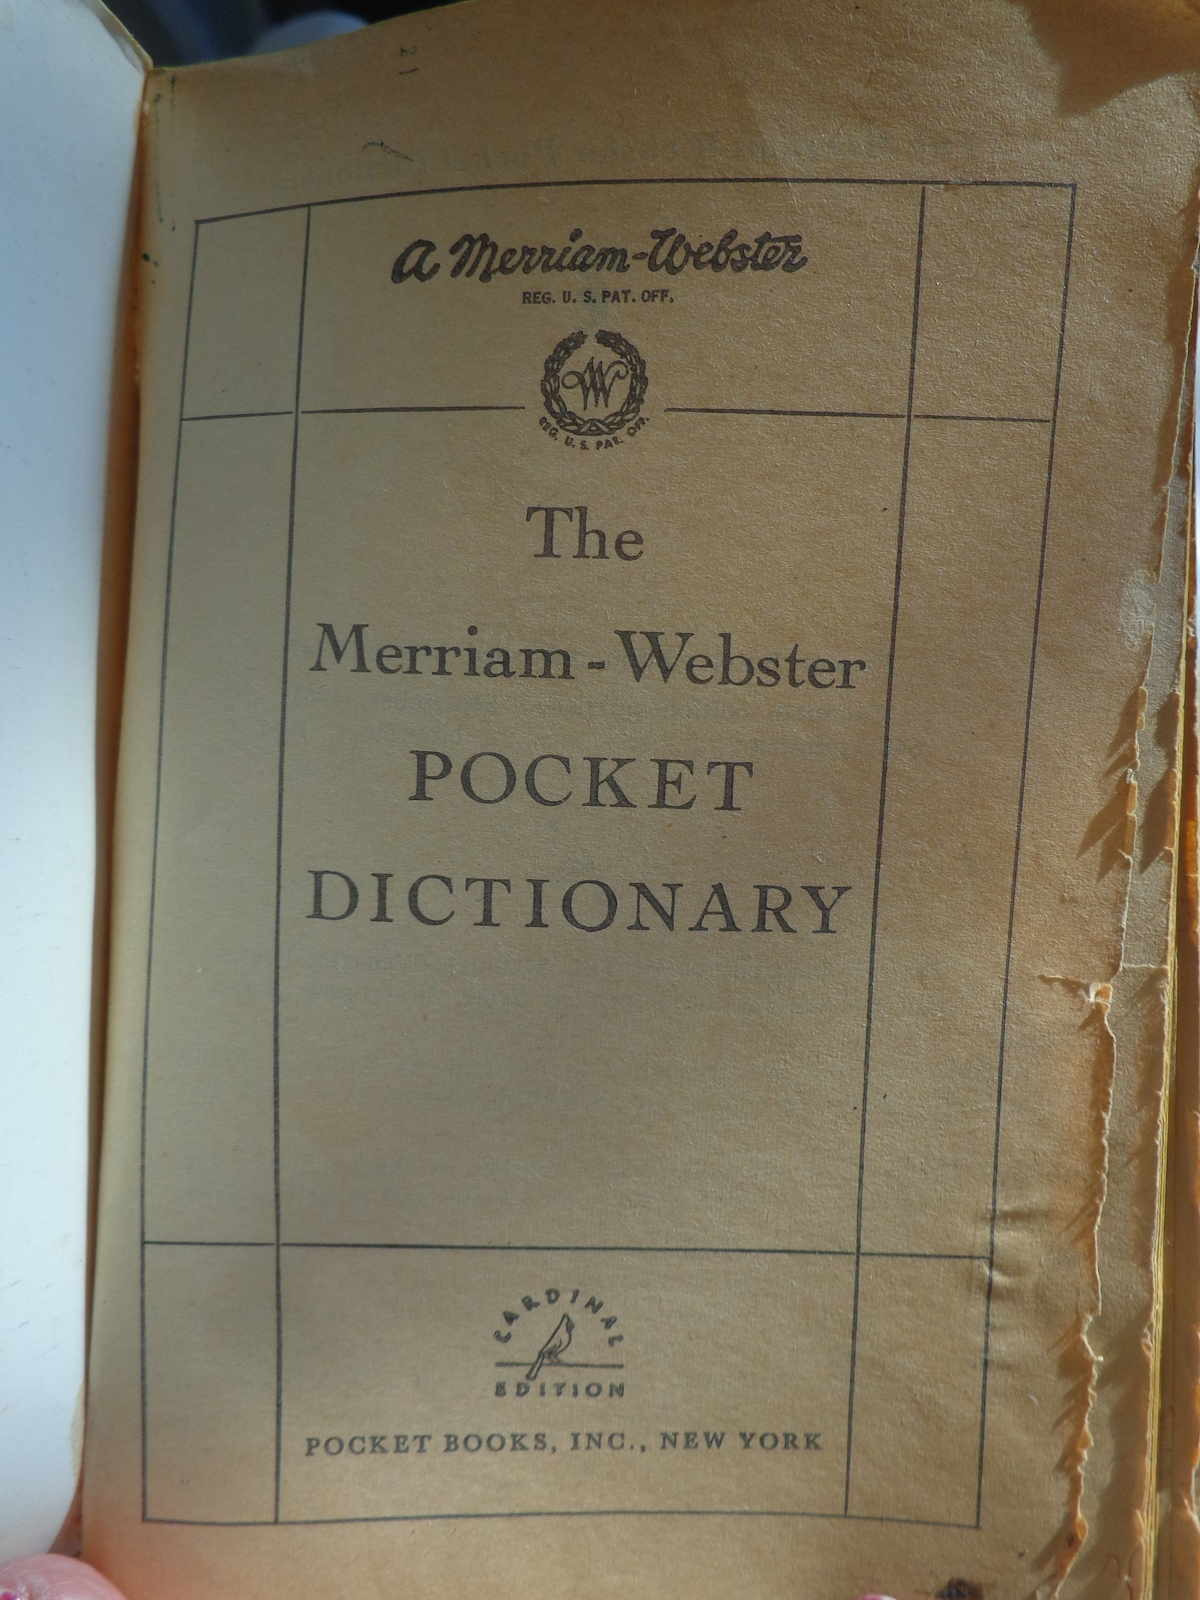 A Merriam-Webster
REG. U. S. PAT. OFF.
W
REG. U. S. PAT. OFF.
The
Merriam-Webster
POCKET
DICTIONARY
CARDINAL
EDITION
POCKET BOOKS, INC., NEW YORK